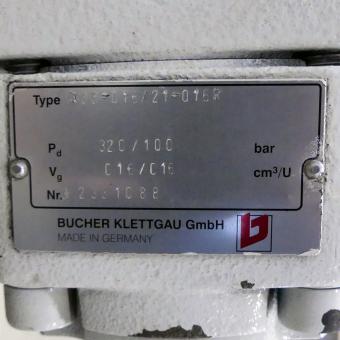 Type
Pd 320/100 bar
Vg 016/016 cm³/U
Nr.
BUCHER KLETTGAU GmbH
MADE IN GERMANY